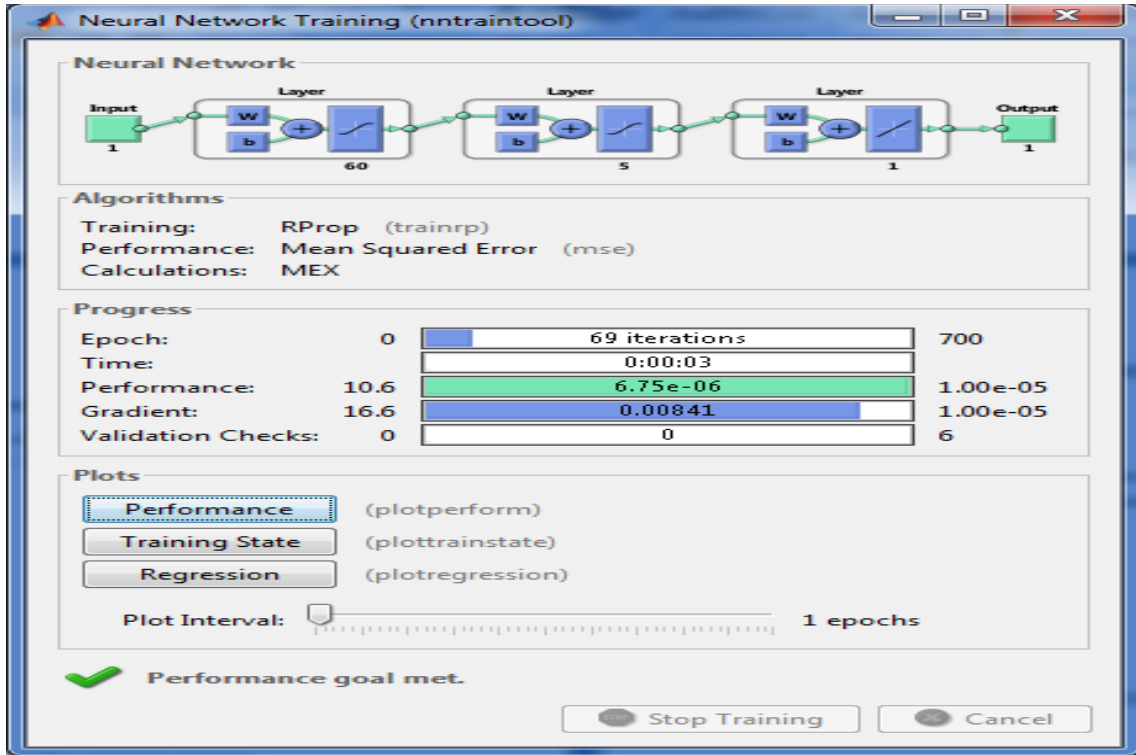 Neural Network Training (nntraintool)
Neural Network
Layer Layer Layer
Input Output
W W W
b b b
1 60 5 1 1
Algorithms
Training: RProp (trainrp)
Performance: Mean Squared Error (mse)
Calculations: MEX
Progress
Epoch: 0 69 iterations 700
Time: 0:00:03
Performance: 10.6 6.75e-06 1.00e-05
Gradient: 16.6 0.00841 1.00e-05
Validation Checks: 0 0 6
Plots
Performance (plotperform)
Training State (plottrainstate)
Regression (plotregression)
Plot Interval: 1 epochs
Performance goal met.
Stop Training Cancel